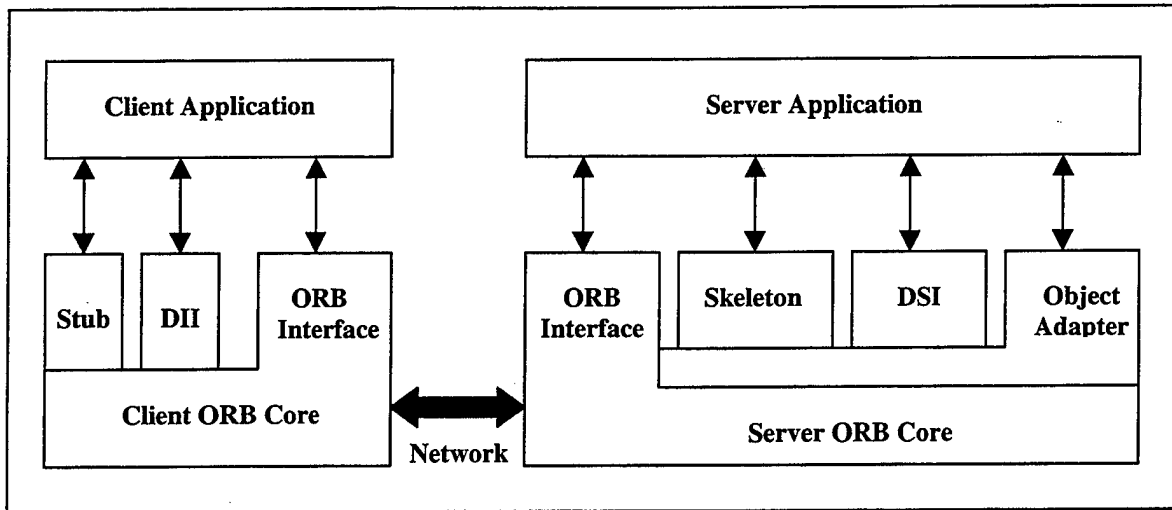 Client Application
Server Application
Stub
DII
ORB
Interface
ORB
Interface
Skeleton
DSI
Object
Adapter
Client ORB Core
Network
Server ORB Core